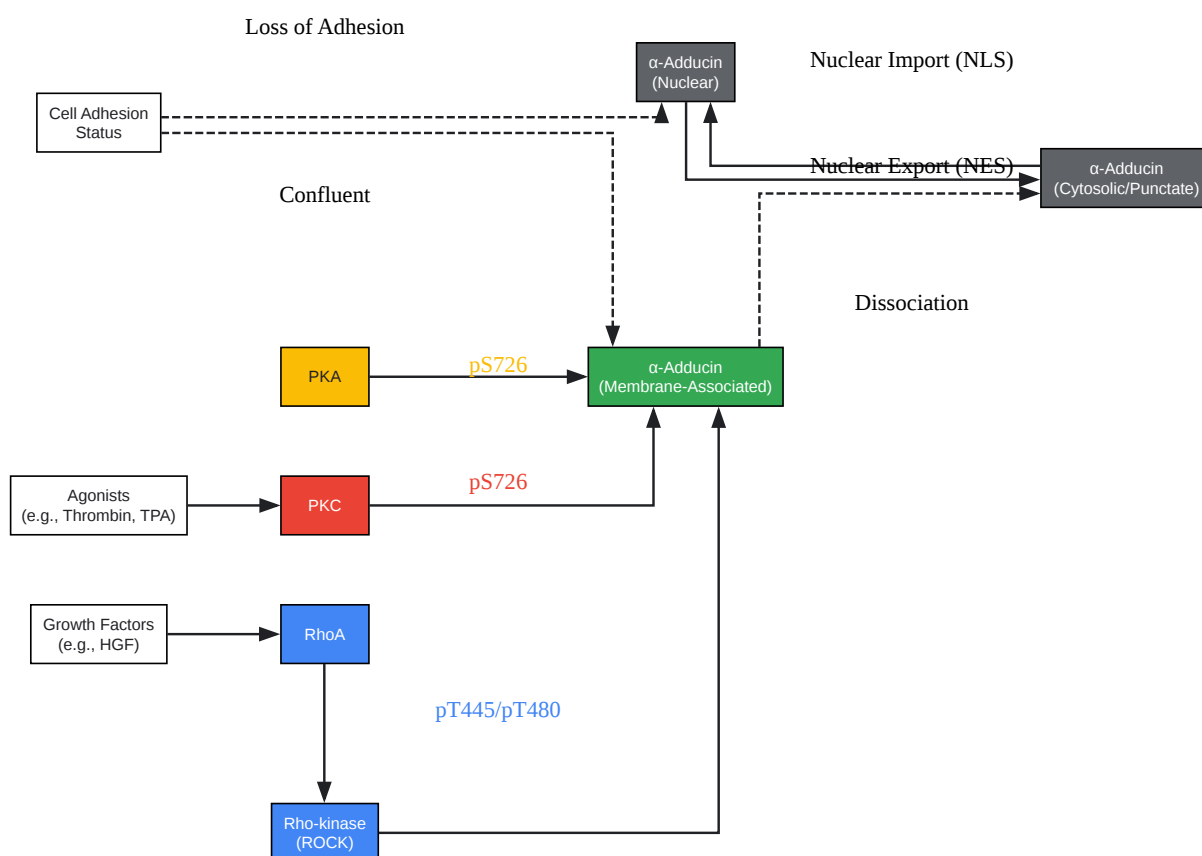 Loss of Adhesion
α-Adducin
(Nuclear)
Nuclear Import (NLS)
Cell Adhesion
Status
Nuclear Export (NES)
α-Adducin
(Cytosolic/Punctate)
Confluent
Dissociation
PKA
pS726
α-Adducin
(Membrane-Associated)
Agonists
(e.g., Thrombin, TPA)
PKC
pS726
Growth Factors
(e.g., HGF)
RhoA
pT445/pT480
Rho-kinase
(ROCK)